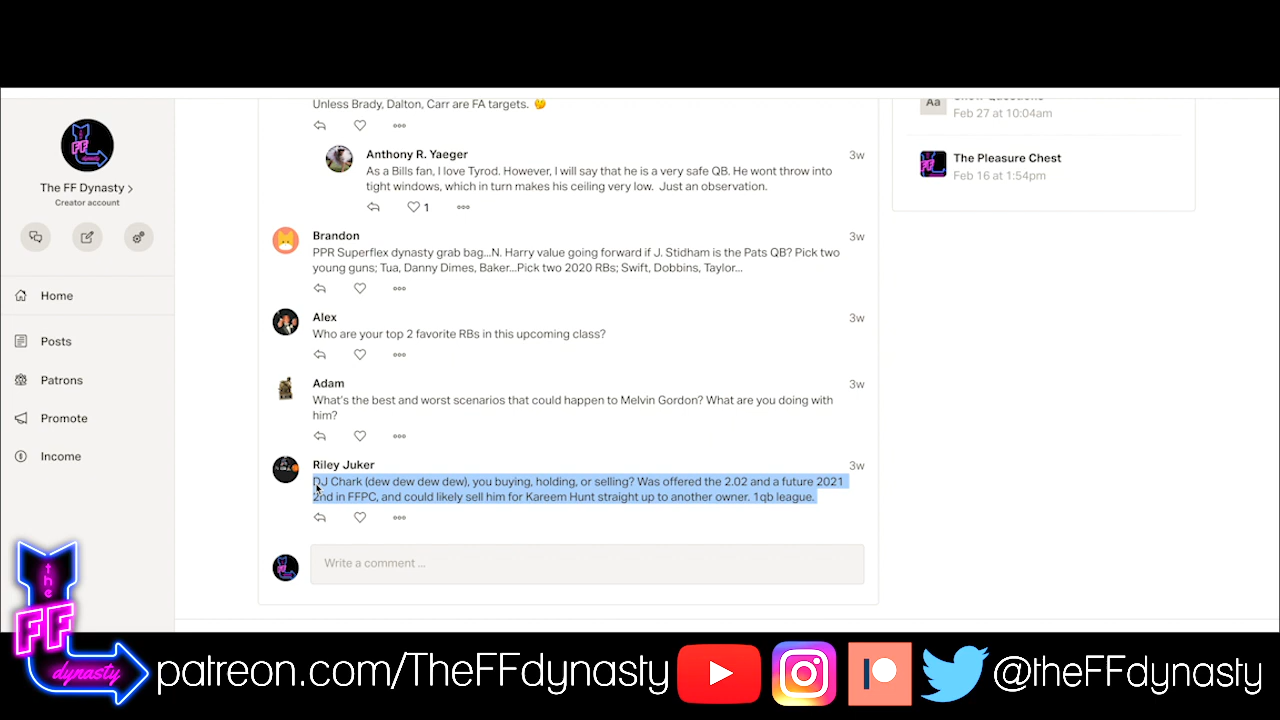 Unless Brady, Dalton, Carr are FA targets. 🤔
Anthony R. Yaeger
3w
As a Bills fan, I love Tyrod. However, I will say that he is a very safe QB. He wont throw into
tight windows, which in turn makes his ceiling very low. Just an observation.
1
Brandon
3w
PPR Superflex dynasty grab bag...N. Harry value going forward if J. Stidham is the Pats QB? Pick two
young guns; Tua, Danny Dimes, Baker...Pick two 2020 RBs; Swift, Dobbins, Taylor...
Alex
3w
Who are your top 2 favorite RBs in this upcoming class?
Adam
3w
What's the best and worst scenarios that could happen to Melvin Gordon? What are you doing with
him?
Riley Juker
3w
DJ Chark (dew dew dew dew), you buying, holding, or selling? Was offered the 2.02 and a future 2021
2nd in FFPC, and could likely sell him for Kareem Hunt straight up to another owner. 1qb league.
Write a comment ...
The FF Dynasty
Creator account
Home
Posts
Patrons
Promote
Income
Aa
Feb 27 at 10:04am
The Pleasure Chest
Feb 16 at 1:54pm
the
FF
dynasty
patreon.com/TheFFdynasty
@theFFdynasty